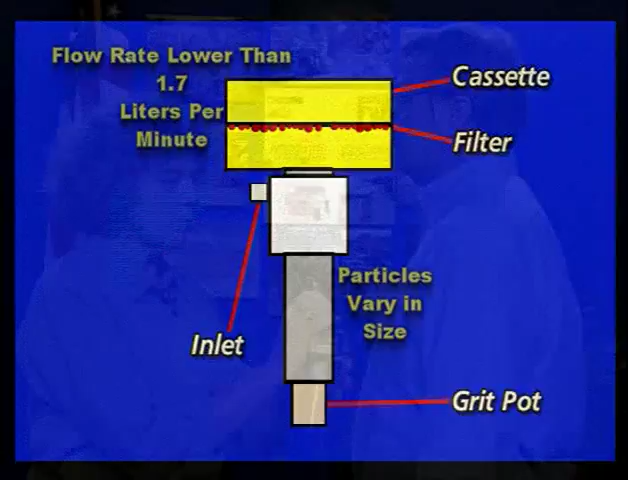 Flow Rate Lower Than
1.7
Liters Per
Minute
Cassette
Filter
Particles
Vary in
Size
Inlet
Grit Pot